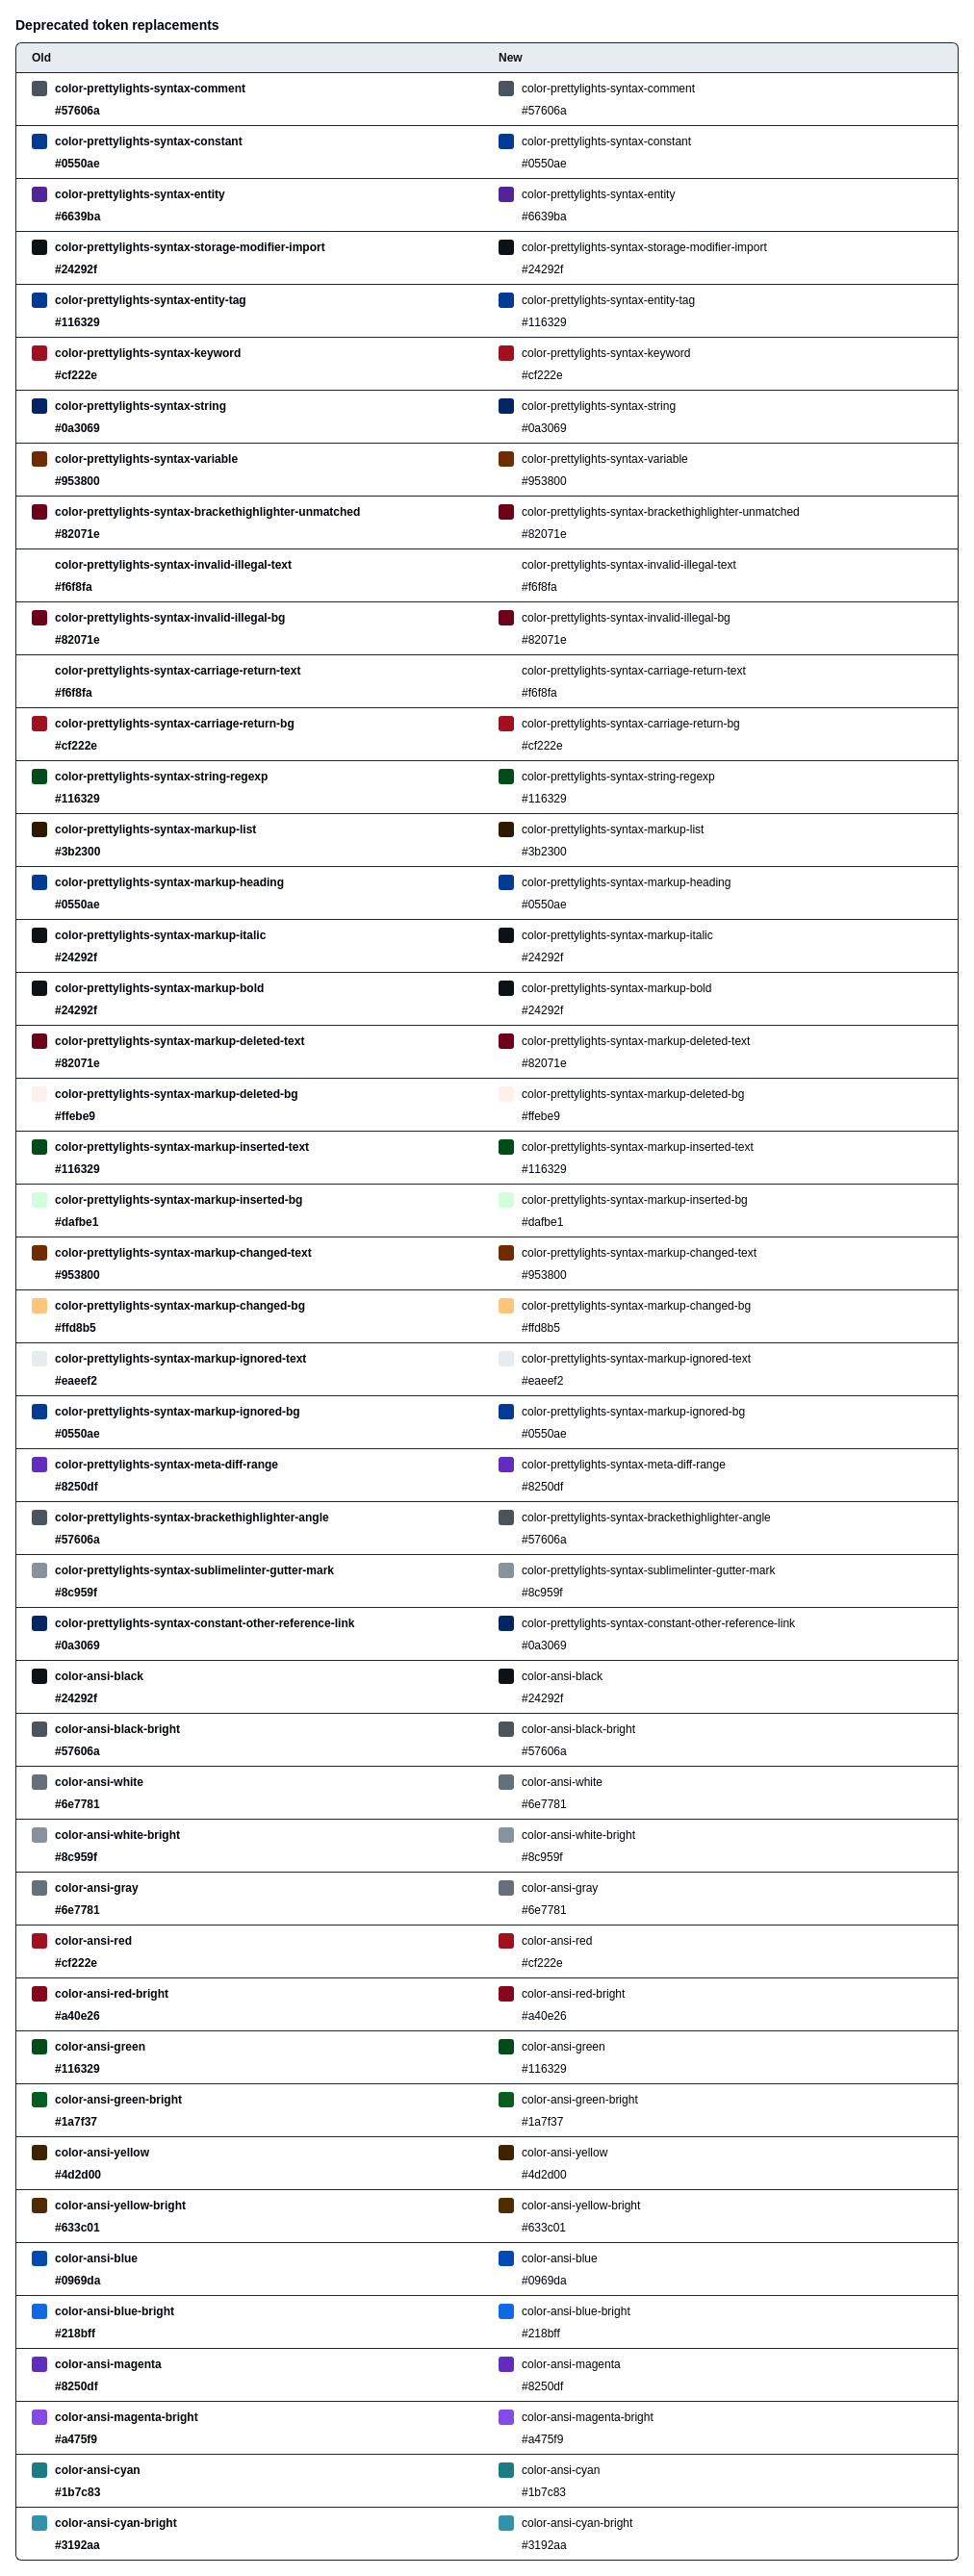 Deprecated token replacements
Old New
color-prettylights-syntax-comment color-prettylights-syntax-comment
#57606a #57606a
color-prettylights-syntax-constant color-prettylights-syntax-constant
#0550ae #0550ae
color-prettylights-syntax-entity color-prettylights-syntax-entity
#6639ba #6639ba
color-prettylights-syntax-storage-modifier-import color-prettylights-syntax-storage-modifier-import
#24292f #24292f
color-prettylights-syntax-entity-tag color-prettylights-syntax-entity-tag
#116329 #116329
color-prettylights-syntax-keyword color-prettylights-syntax-keyword
#cf222e #cf222e
color-prettylights-syntax-string color-prettylights-syntax-string
#0a3069 #0a3069
color-prettylights-syntax-variable color-prettylights-syntax-variable
#953800 #953800
color-prettylights-syntax-brackethighlighter-unmatched color-prettylights-syntax-brackethighlighter-unmatched
#82071e #82071e
color-prettylights-syntax-invalid-illegal-text color-prettylights-syntax-invalid-illegal-text
#f6f8fa #f6f8fa
color-prettylights-syntax-invalid-illegal-bg color-prettylights-syntax-invalid-illegal-bg
#82071e #82071e
color-prettylights-syntax-carriage-return-text color-prettylights-syntax-carriage-return-text
#f6f8fa #f6f8fa
color-prettylights-syntax-carriage-return-bg color-prettylights-syntax-carriage-return-bg
#cf222e #cf222e
color-prettylights-syntax-string-regexp color-prettylights-syntax-string-regexp
#116329 #116329
color-prettylights-syntax-markup-list color-prettylights-syntax-markup-list
#3b2300 #3b2300
color-prettylights-syntax-markup-heading color-prettylights-syntax-markup-heading
#0550ae #0550ae
color-prettylights-syntax-markup-italic color-prettylights-syntax-markup-italic
#24292f #24292f
color-prettylights-syntax-markup-bold color-prettylights-syntax-markup-bold
#24292f #24292f
color-prettylights-syntax-markup-deleted-text color-prettylights-syntax-markup-deleted-text
#82071e #82071e
color-prettylights-syntax-markup-deleted-bg color-prettylights-syntax-markup-deleted-bg
#ffebe9 #ffebe9
color-prettylights-syntax-markup-inserted-text color-prettylights-syntax-markup-inserted-text
#116329 #116329
color-prettylights-syntax-markup-inserted-bg color-prettylights-syntax-markup-inserted-bg
#dafbe1 #dafbe1
color-prettylights-syntax-markup-changed-text color-prettylights-syntax-markup-changed-text
#953800 #953800
color-prettylights-syntax-markup-changed-bg color-prettylights-syntax-markup-changed-bg
#ffd8b5 #ffd8b5
color-prettylights-syntax-markup-ignored-text color-prettylights-syntax-markup-ignored-text
#eaeef2 #eaeef2
color-prettylights-syntax-markup-ignored-bg color-prettylights-syntax-markup-ignored-bg
#0550ae #0550ae
color-prettylights-syntax-meta-diff-range color-prettylights-syntax-meta-diff-range
#8250df #8250df
color-prettylights-syntax-brackethighlighter-angle color-prettylights-syntax-brackethighlighter-angle
#57606a #57606a
color-prettylights-syntax-sublimelinter-gutter-mark color-prettylights-syntax-sublimelinter-gutter-mark
#8c959f #8c959f
color-prettylights-syntax-constant-other-reference-link color-prettylights-syntax-constant-other-reference-link
#0a3069 #0a3069
color-ansi-black color-ansi-black
#24292f #24292f
color-ansi-black-bright color-ansi-black-bright
#57606a #57606a
color-ansi-white color-ansi-white
#6e7781 #6e7781
color-ansi-white-bright color-ansi-white-bright
#8c959f #8c959f
color-ansi-gray color-ansi-gray
#6e7781 #6e7781
color-ansi-red color-ansi-red
#cf222e #cf222e
color-ansi-red-bright color-ansi-red-bright
#a40e26 #a40e26
color-ansi-green color-ansi-green
#116329 #116329
color-ansi-green-bright color-ansi-green-bright
#1a7f37 #1a7f37
color-ansi-yellow color-ansi-yellow
#4d2d00 #4d2d00
color-ansi-yellow-bright color-ansi-yellow-bright
#633c01 #633c01
color-ansi-blue color-ansi-blue
#0969da #0969da
color-ansi-blue-bright color-ansi-blue-bright
#218bff #218bff
color-ansi-magenta color-ansi-magenta
#8250df #8250df
color-ansi-magenta-bright color-ansi-magenta-bright
#a475f9 #a475f9
color-ansi-cyan color-ansi-cyan
#1b7c83 #1b7c83
color-ansi-cyan-bright color-ansi-cyan-bright
#3192aa #3192aa